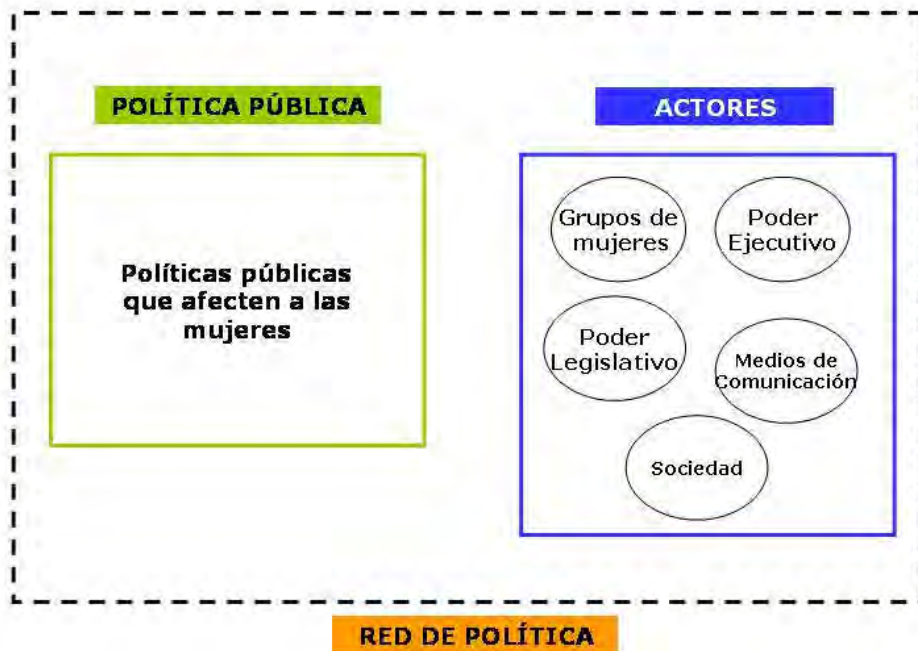 POLÍTICA PÚBLICA
Políticas públicas
que afecten a las
mujeres
ACTORES
Grupos de
mujeres
Poder
Ejecutivo
Poder
Legislativo
Medios de
Comunicación
Sociedad
RED DE POLÍTICA